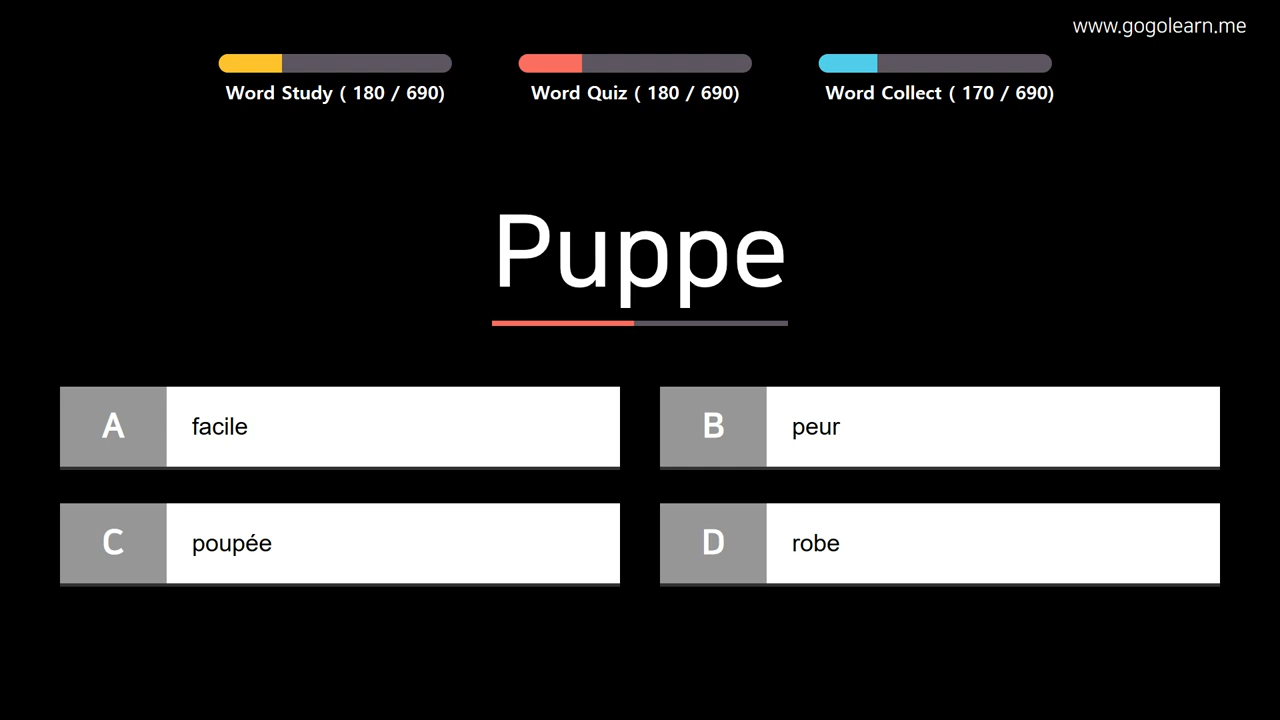 www.gogolearn.me
Word Study ( 180 / 690)
Word Quiz ( 180 / 690)
Word Collect ( 170 / 690)
Puppe
A facile
B peur
C poupée
D robe